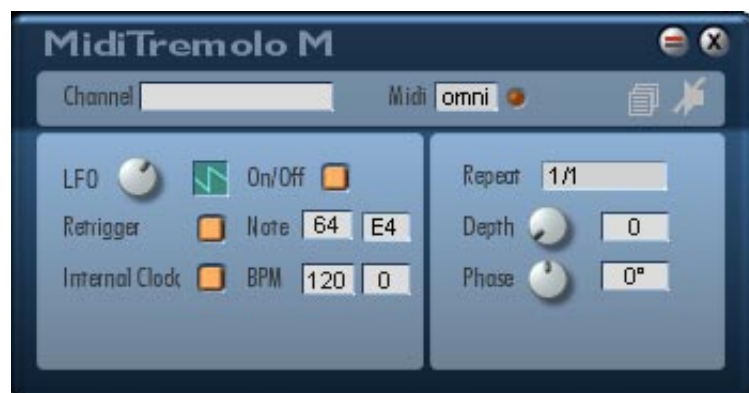 MidiTremolo M
Channel Midi omni
LFO On/Off Repeat 1/1
Retrigger Note 64 E4 Depth 0
Internal Clock BPM 120 0 Phase 0°